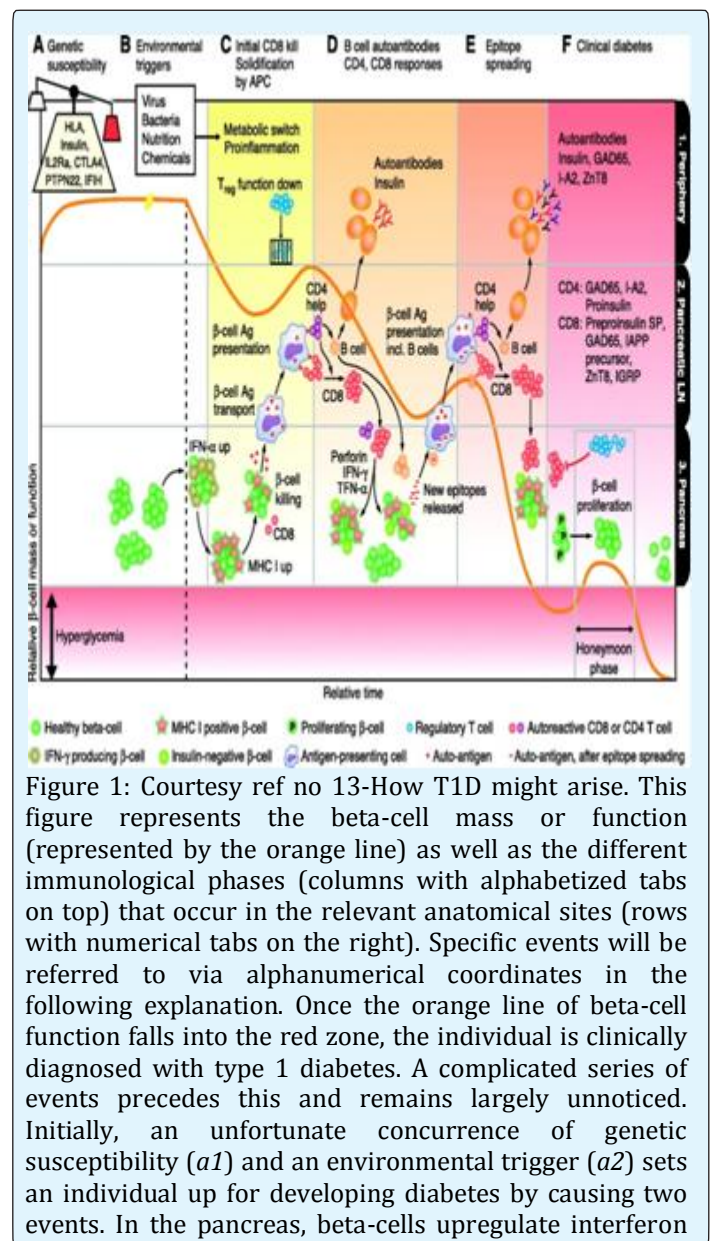 A Genetic susceptibility
B Environmental triggers
C Initial CD8 kill Solidification by APC
D B cell autoantibodies CD4, CD8 responses
E Epitope spreading
F Clinical diabetes
HLA,
Insulin,
IL2Ra, CTLA4
PTPN22, IFIH
Virus
Bacteria
Nutrition
Chemicals
Metabolic switch
Proinflammation
Treg function down
Autoantibodies
Insulin
Autoantibodies
Insulin, GAD65,
I-A2, ZnT8
1. Periphery
β-cell Ag
presentation
β-cell Ag
transport
CD4
help
B cell
CD8
β-cell Ag
presentation
incl. B cells
CD4
help
B cell
CD8
CD4: GAD65, I-A2,
Proinsulin
CD8: Preproinsulin SP,
GAD65, IAPP
precursor,
ZnT8, IGRP
2. Pancreatic LN
IFN-α up
β-cell
killing
CD8
MHC I up
Perforin
IFN-γ
TFN-α
New epitopes
released
β-cell
proliferation
P
P
P
3. Pancreas
Relative β-cell mass or function
Hyperglycemia
Honeymoon
phase
Relative time
Healthy beta-cell
MHC I positive β-cell
P Proliferating β-cell
Regulatory T cell
Autoreactive CD8 or CD4 T cell
IFN-γ producing β-cell
Insulin-negative β-cell
Antigen-presenting cell
Auto-antigen
Auto-antigen, after epitope spreading
Figure 1: Courtesy ref no 13-How T1D might arise. This
figure represents the beta-cell mass or function
(represented by the orange line) as well as the different
immunological phases (columns with alphabetized tabs
on top) that occur in the relevant anatomical sites (rows
with numerical tabs on the right). Specific events will be
referred to via alphanumerical coordinates in the
following explanation. Once the orange line of beta-cell
function falls into the red zone, the individual is clinically
diagnosed with type 1 diabetes. A complicated series of
events precedes this and remains largely unnoticed.
Initially, an unfortunate concurrence of genetic
susceptibility (a1) and an environmental trigger (a2) sets
an individual up for developing diabetes by causing two
events. In the pancreas, beta-cells upregulate interferon